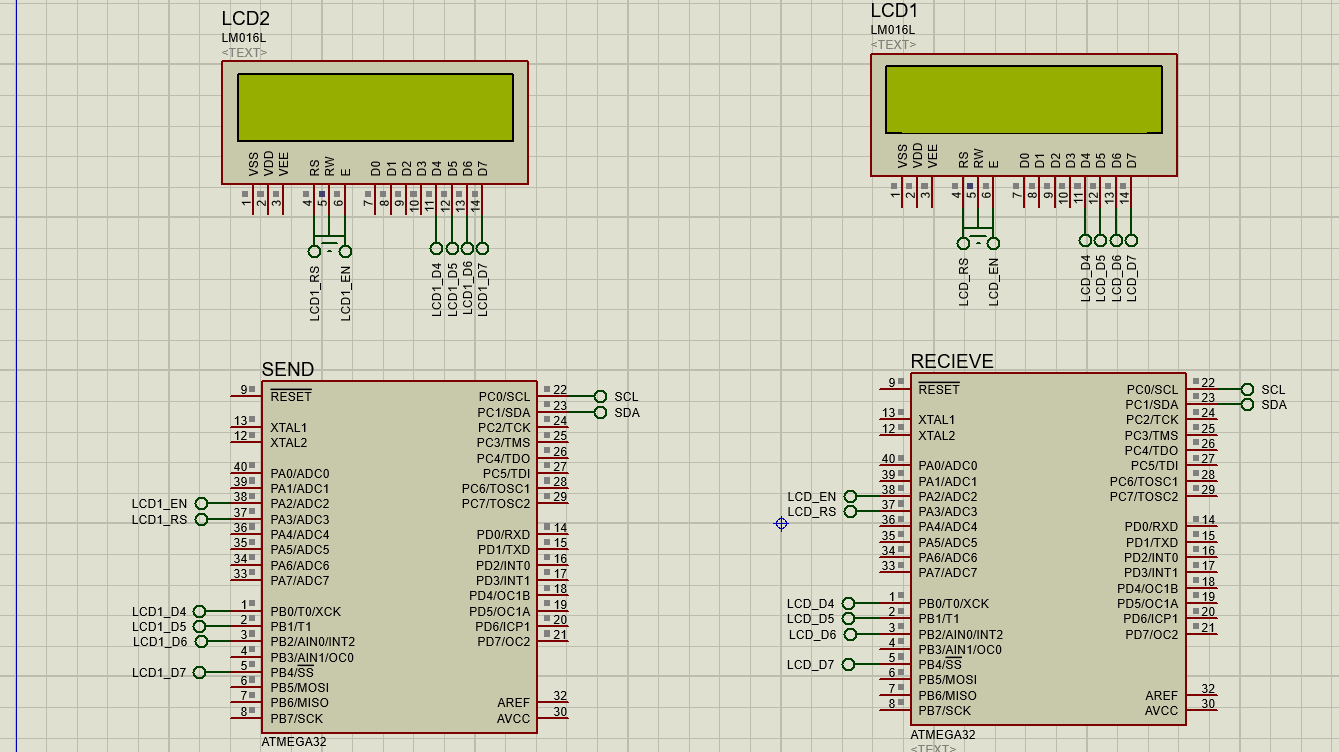 LCD2
LM016L
<TEXT>
VSS VDD VEE RS RW E D0 D1 D2 D3 D4 D5 D6 D7
1 2 3 4 5 6 7 8 9 10 11 12 13 14
LCD1_RS LCD1_EN LCD1_D4 LCD1_D5 LCD1_D6 LCD1_D7
LCD1
LM016L
<TEXT>
VSS VDD VEE RS RW E D0 D1 D2 D3 D4 D5 D6 D7
1 2 3 4 5 6 7 8 9 10 11 12 13 14
LCD_RS LCD_EN LCD_D4 LCD_D5 LCD_D6 LCD_D7
SEND
9 RESET PC0/SCL 22 SCL
PC1/SDA 23 SDA
13 XTAL1 PC2/TCK 24
12 XTAL2 PC3/TMS 25
PC4/TDO 26
40 PA0/ADC0 PC5/TDI 27
39 PA1/ADC1 PC6/TOSC1 28
LCD1_EN 38 PA2/ADC2 PC7/TOSC2 29
LCD1_RS 37 PA3/ADC3
36 PA4/ADC4 PD0/RXD 14
35 PA5/ADC5 PD1/TXD 15
34 PA6/ADC6 PD2/INT0 16
33 PA7/ADC7 PD3/INT1 17
PD4/OC1B 18
LCD1_D4 1 PB0/T0/XCK PD5/OC1A 19
LCD1_D5 2 PB1/T1 PD6/ICP1 20
LCD1_D6 3 PB2/AIN0/INT2 PD7/OC2 21
4 PB3/AIN1/OC0
LCD1_D7 5 PB4/SS
6 PB5/MOSI
7 PB6/MISO AREF 32
8 PB7/SCK AVCC 30
ATMEGA32
RECIEVE
9 RESET PC0/SCL 22 SCL
PC1/SDA 23 SDA
13 XTAL1 PC2/TCK 24
12 XTAL2 PC3/TMS 25
PC4/TDO 26
40 PA0/ADC0 PC5/TDI 27
39 PA1/ADC1 PC6/TOSC1 28
LCD_EN 38 PA2/ADC2 PC7/TOSC2 29
LCD_RS 37 PA3/ADC3
36 PA4/ADC4 PD0/RXD 14
35 PA5/ADC5 PD1/TXD 15
34 PA6/ADC6 PD2/INT0 16
33 PA7/ADC7 PD3/INT1 17
PD4/OC1B 18
LCD_D4 1 PB0/T0/XCK PD5/OC1A 19
LCD_D5 2 PB1/T1 PD6/ICP1 20
LCD_D6 3 PB2/AIN0/INT2 PD7/OC2 21
4 PB3/AIN1/OC0
LCD_D7 5 PB4/SS
6 PB5/MOSI
7 PB6/MISO AREF 32
8 PB7/SCK AVCC 30
ATMEGA32
<TEXT>